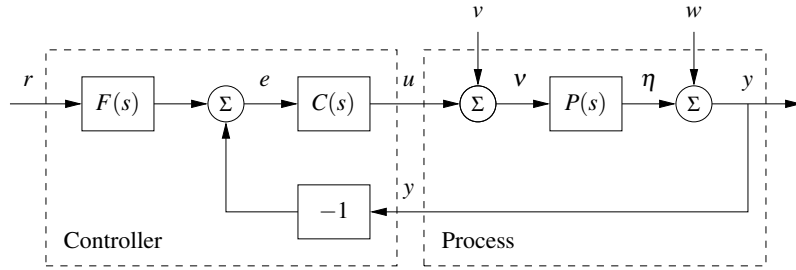 v w
r F(s) Σ e C(s) u Σ ν P(s) η Σ y
−1 y
Controller Process